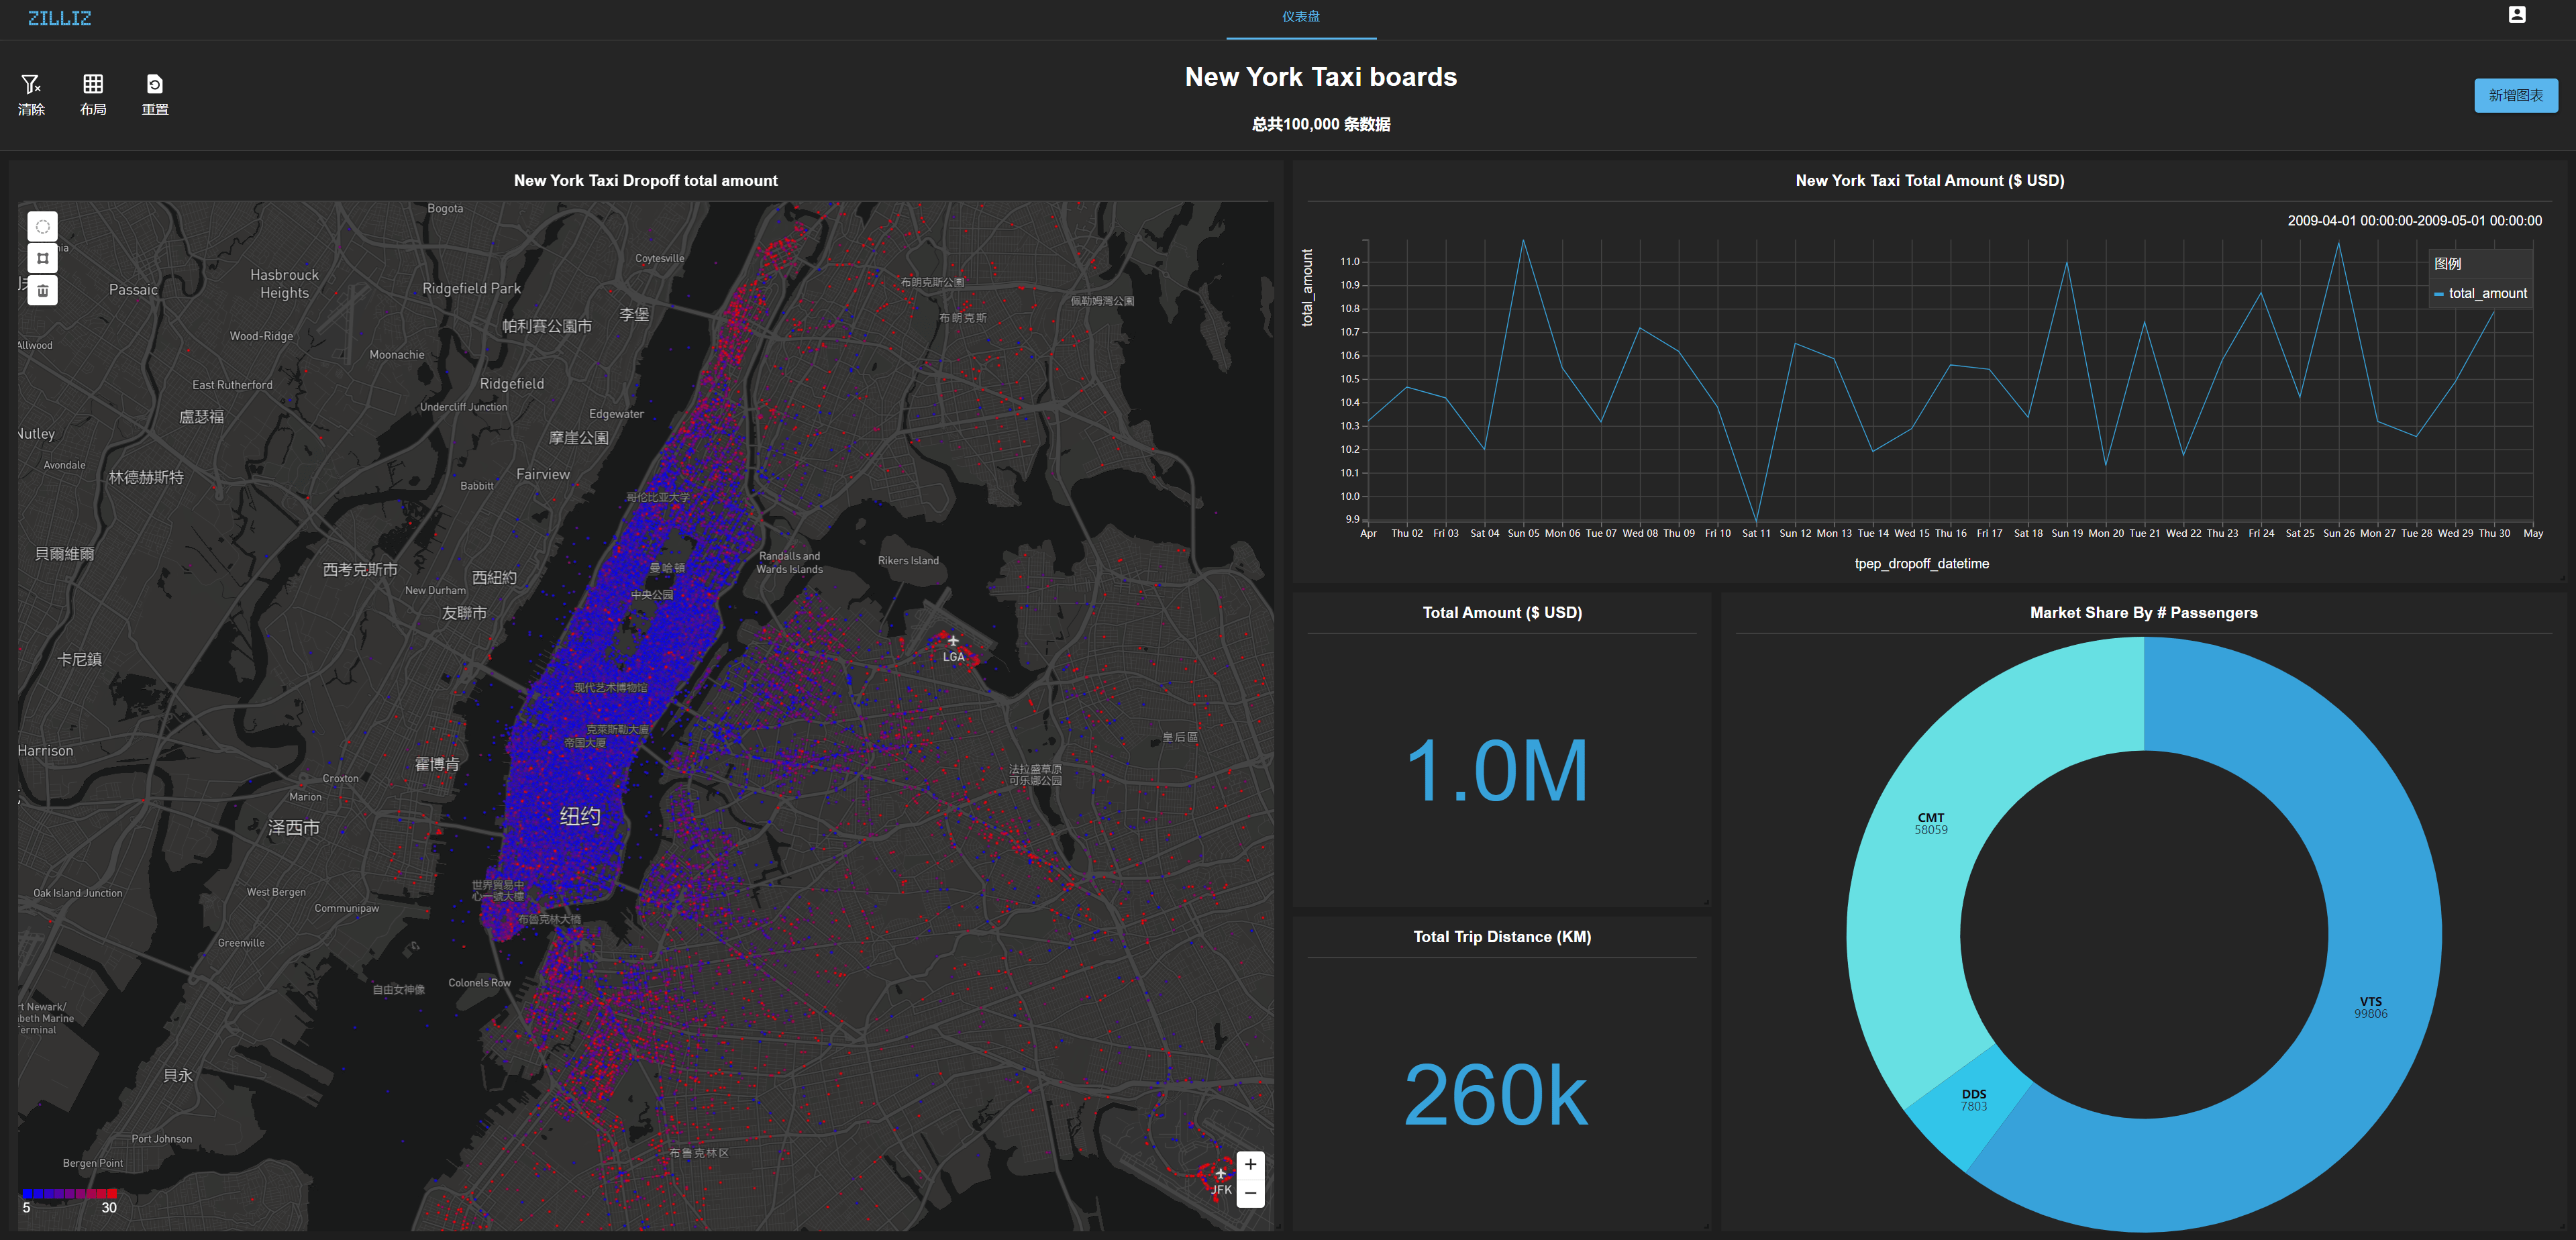 ZILLIZ
仪表盘
清除
布局
重置
New York Taxi boards
总共100,000 条数据
新增图表
New York Taxi Dropoff total amount
Bogota
Coytesville
Hasbrouck
Heights
Passaic
Ridgefield Park
李堡
帕利賽公園市
布朗克斯公園
佩勒姆灣公園
布朗克斯
Wood-Ridge
Allwood
Moonachie
East Rutherford
Ridgefield
Undercliff Junction
Edgewater
盧瑟福
Nutley
摩崖公園
Avondale
林德赫斯特
Fairview
Babbitt
哥伦比亚大学
貝爾維爾
西考克斯市
西紐約
曼哈頓
Randalls and
Wards Islands
Rikers Island
New Durham
中央公园
友聯市
卡尼鎮
LGA
现代艺术博物馆
克莱斯勒大廈
帝国大厦
皇后區
Harrison
霍博肯
法拉盛草原
可乐娜公园
Croxton
Marion
纽约
泽西市
世界貿易中
心一號大樓
Oak Island Junction
West Bergen
Communipaw
布魯克林大橋
Greenville
自由女神像
Colonels Row
rt Newark/
abeth Marine
Terminal
貝永
Port Johnson
布鲁克林区
Bergen Point
JFK
+
−
5
30
New York Taxi Total Amount ($ USD)
2009-04-01 00:00:00-2009-05-01 00:00:00
total_amount
图例
total_amount
11.0
10.9
10.8
10.7
10.6
10.5
10.4
10.3
10.2
10.1
10.0
9.9
Apr Thu 02 Fri 03 Sat 04 Sun 05 Mon 06 Tue 07 Wed 08 Thu 09 Fri 10 Sat 11 Sun 12 Mon 13 Tue 14 Wed 15 Thu 16 Fri 17 Sat 18 Sun 19 Mon 20 Tue 21 Wed 22 Thu 23 Fri 24 Sat 25 Sun 26 Mon 27 Tue 28 Wed 29 Thu 30 May
tpep_dropoff_datetime
Total Amount ($ USD)
1.0M
Total Trip Distance (KM)
260k
Market Share By # Passengers
CMT
58059
VTS
99806
DDS
7803